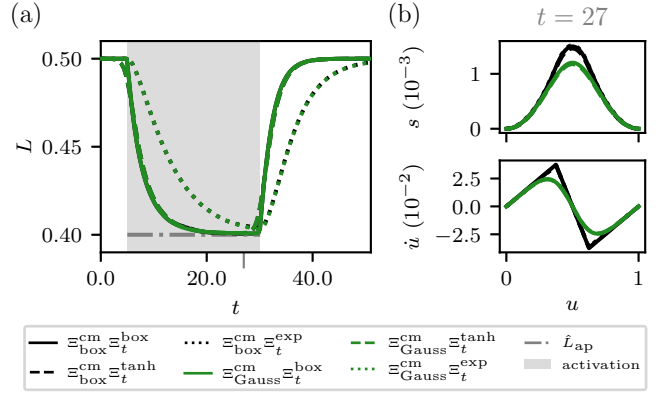 (a)
(b)
t = 27
0.50
0.45
0.40
L
0.0
20.0
40.0
t
s (10⁻³)
1
0
u̇ (10⁻²)
2.5
0.0
−2.5
0
1
u
Ξ^cm_box Ξ^box_t
Ξ^cm_box Ξ^tanh_t
Ξ^cm_box Ξ^exp_t
Ξ^cm_Gauss Ξ^box_t
Ξ^cm_Gauss Ξ^tanh_t
Ξ^cm_Gauss Ξ^exp_t
L̂_ap
activation